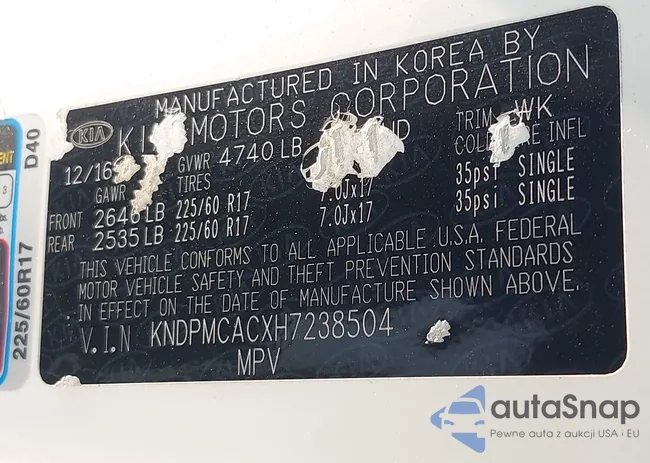 MANUFACTURED IN KOREA BY
KIA
MOTORS CORPORATION
12/16
GVWR 4740 LB
TRIM WK
GAWR
TIRES
COLD INFL
FRONT 2646 LB 225/60 R17 7.0Jx17 35psi SINGLE
REAR 2535 LB 225/60 R17 7.0Jx17 35psi SINGLE
THIS VEHICLE CONFORMS TO ALL APPLICABLE U.S.A. FEDERAL
MOTOR VEHICLE SAFETY AND THEFT PREVENTION STANDARDS
IN EFFECT ON THE DATE OF MANUFACTURE SHOWN ABOVE.
V.I.N KNDPMCACXH7238504
MPV
225/60R17 D40
3
autaSnap
Pewne auta z aukcji USA i EU